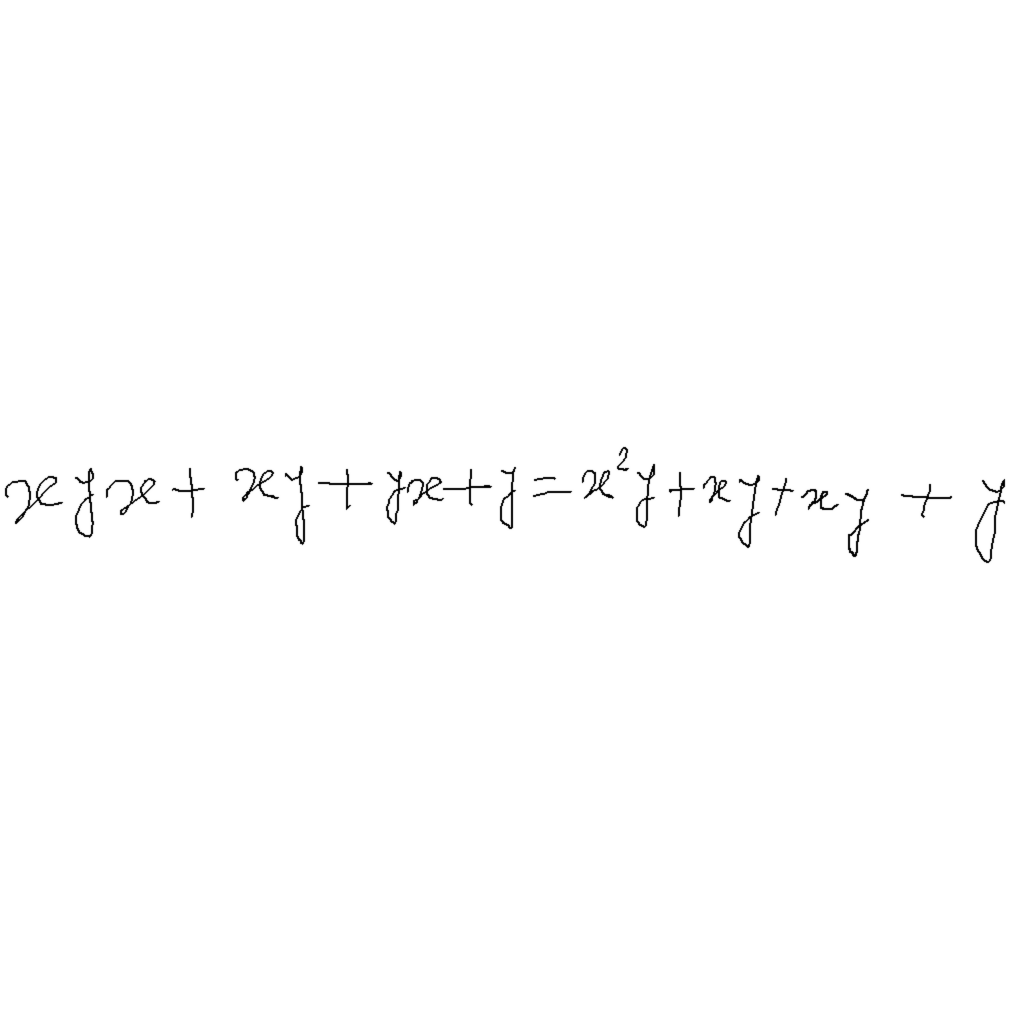 xyx + xy + yx + y = x²y + xy + xy + y